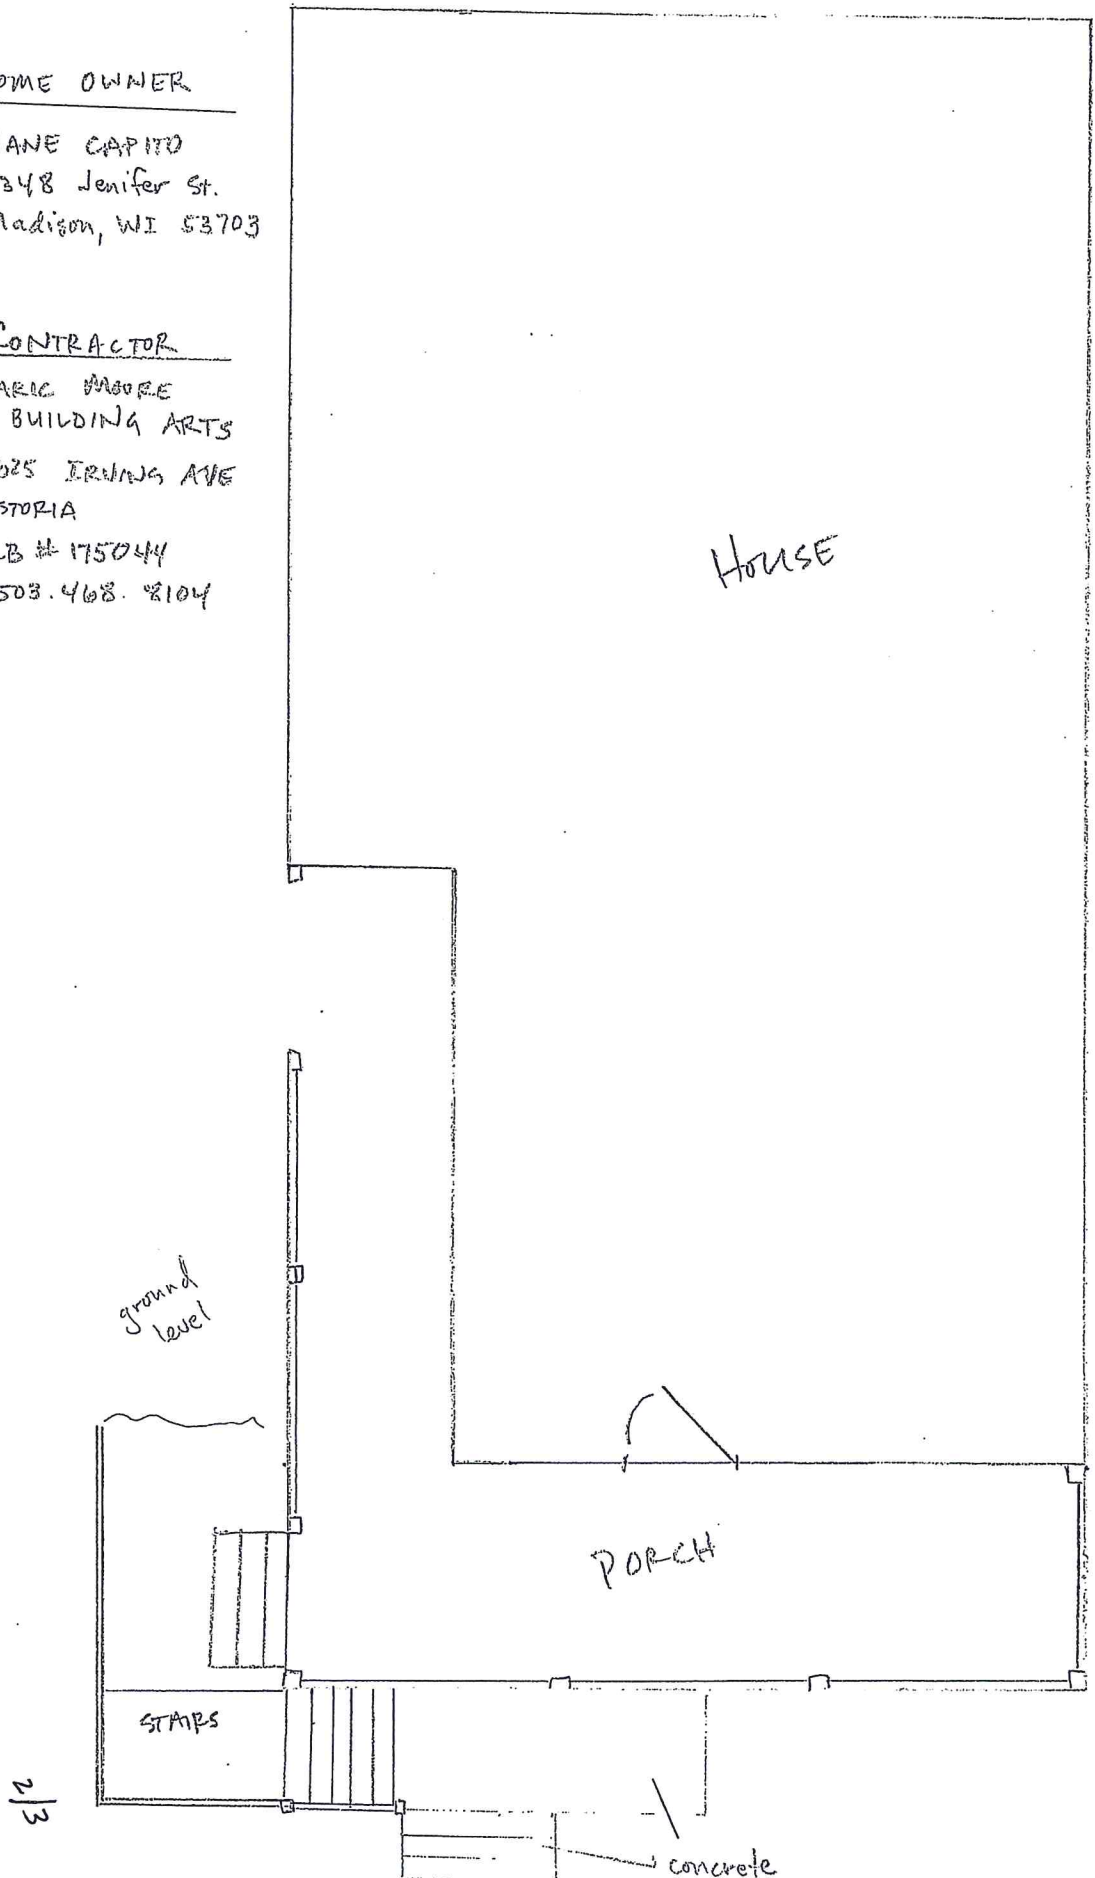 OME OWNER
ANE CAPITO
348 Jenifer St.
Madison, WI 53703
CONTRACTOR
ARIC MOORE
BUILDING ARTS
025 IRVING AVE
STORIA
CB # 175044
503.468.8104
HOUSE
ground
level
PORCH
STAIRS
2/3
concrete